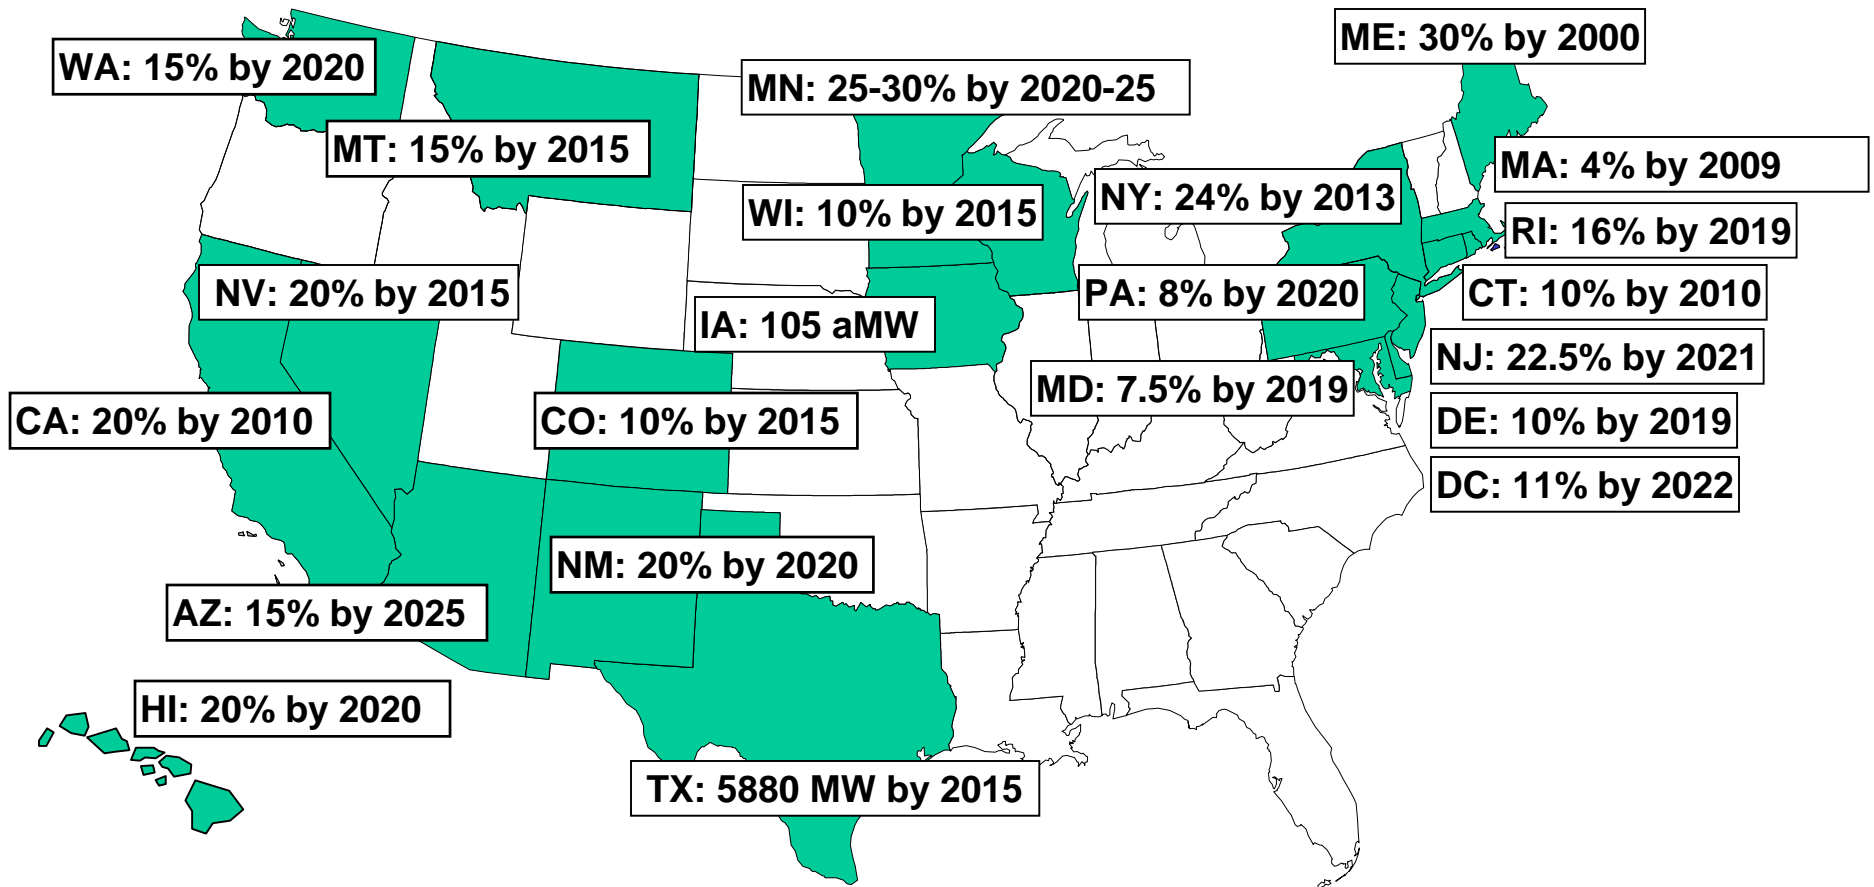 ME: 30% by 2000
WA: 15% by 2020
MN: 25-30% by 2020-25
MT: 15% by 2015
MA: 4% by 2009
NY: 24% by 2013
WI: 10% by 2015
RI: 16% by 2019
NV: 20% by 2015
PA: 8% by 2020
CT: 10% by 2010
IA: 105 aMW
NJ: 22.5% by 2021
MD: 7.5% by 2019
CA: 20% by 2010
CO: 10% by 2015
DE: 10% by 2019
DC: 11% by 2022
NM: 20% by 2020
AZ: 15% by 2025
HI: 20% by 2020
TX: 5880 MW by 2015